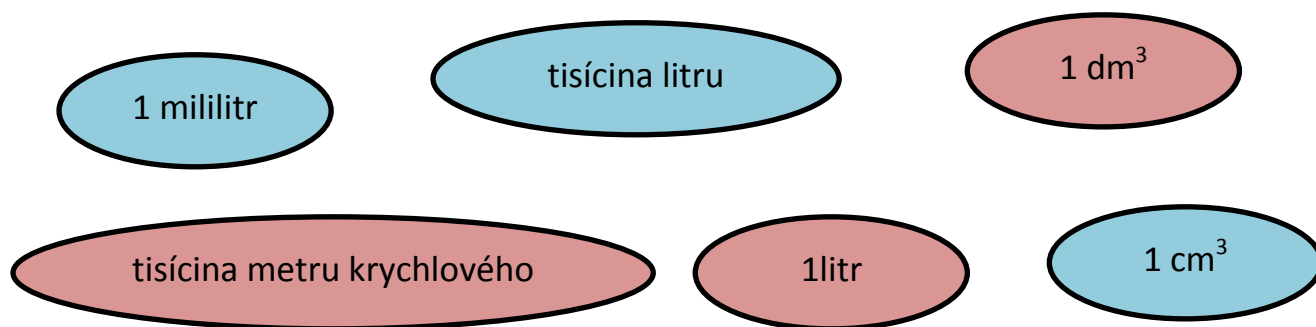 1 mililitr
tisícina litru
1 dm³
tisícina metru krychlového
1litr
1 cm³